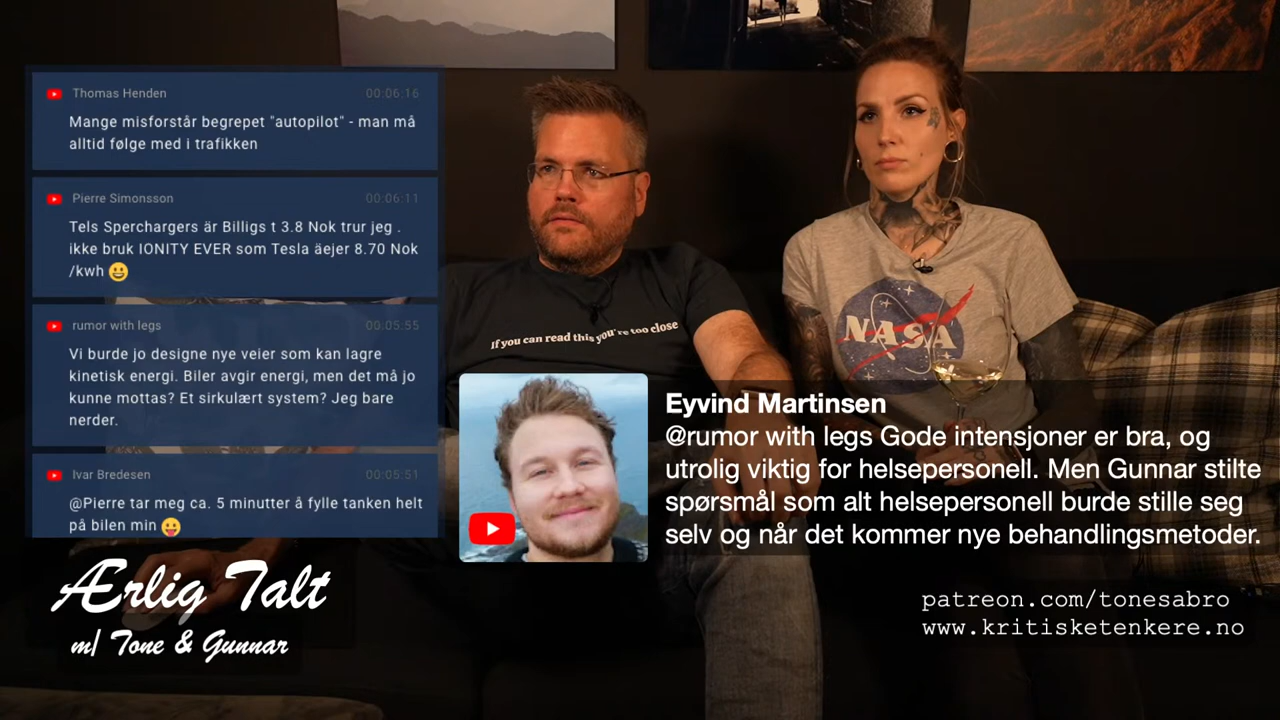 Thomas Henden 00:06:16
Mange misforstår begrepet "autopilot" - man må
alltid følge med i trafikken
Pierre Simonsson 00:06:11
Tels Sperchargers är Billigs t 3.8 Nok trur jeg .
ikke bruk IONITY EVER som Tesla äejer 8.70 Nok
/kwh 😀
rumor with legs 00:05:55
Vi burde jo designe nye veier som kan lagre
kinetisk energi. Biler avgir energi, men det må jo
kunne mottas? Et sirkulært system? Jeg bare
nerder.
Ivar Bredesen 00:05:51
@Pierre tar meg ca. 5 minutter å fylle tanken helt
på bilen min 😛
If you can read this you're too close
NASA
Eyvind Martinsen
@rumor with legs Gode intensjoner er bra, og
utrolig viktig for helsepersonell. Men Gunnar stilte
spørsmål som alt helsepersonell burde stille seg
selv og når det kommer nye behandlingsmetoder.
Ærlig Talt
m/ Tone & Gunnar
patreon.com/tonesabro
www.kritisketenkere.no